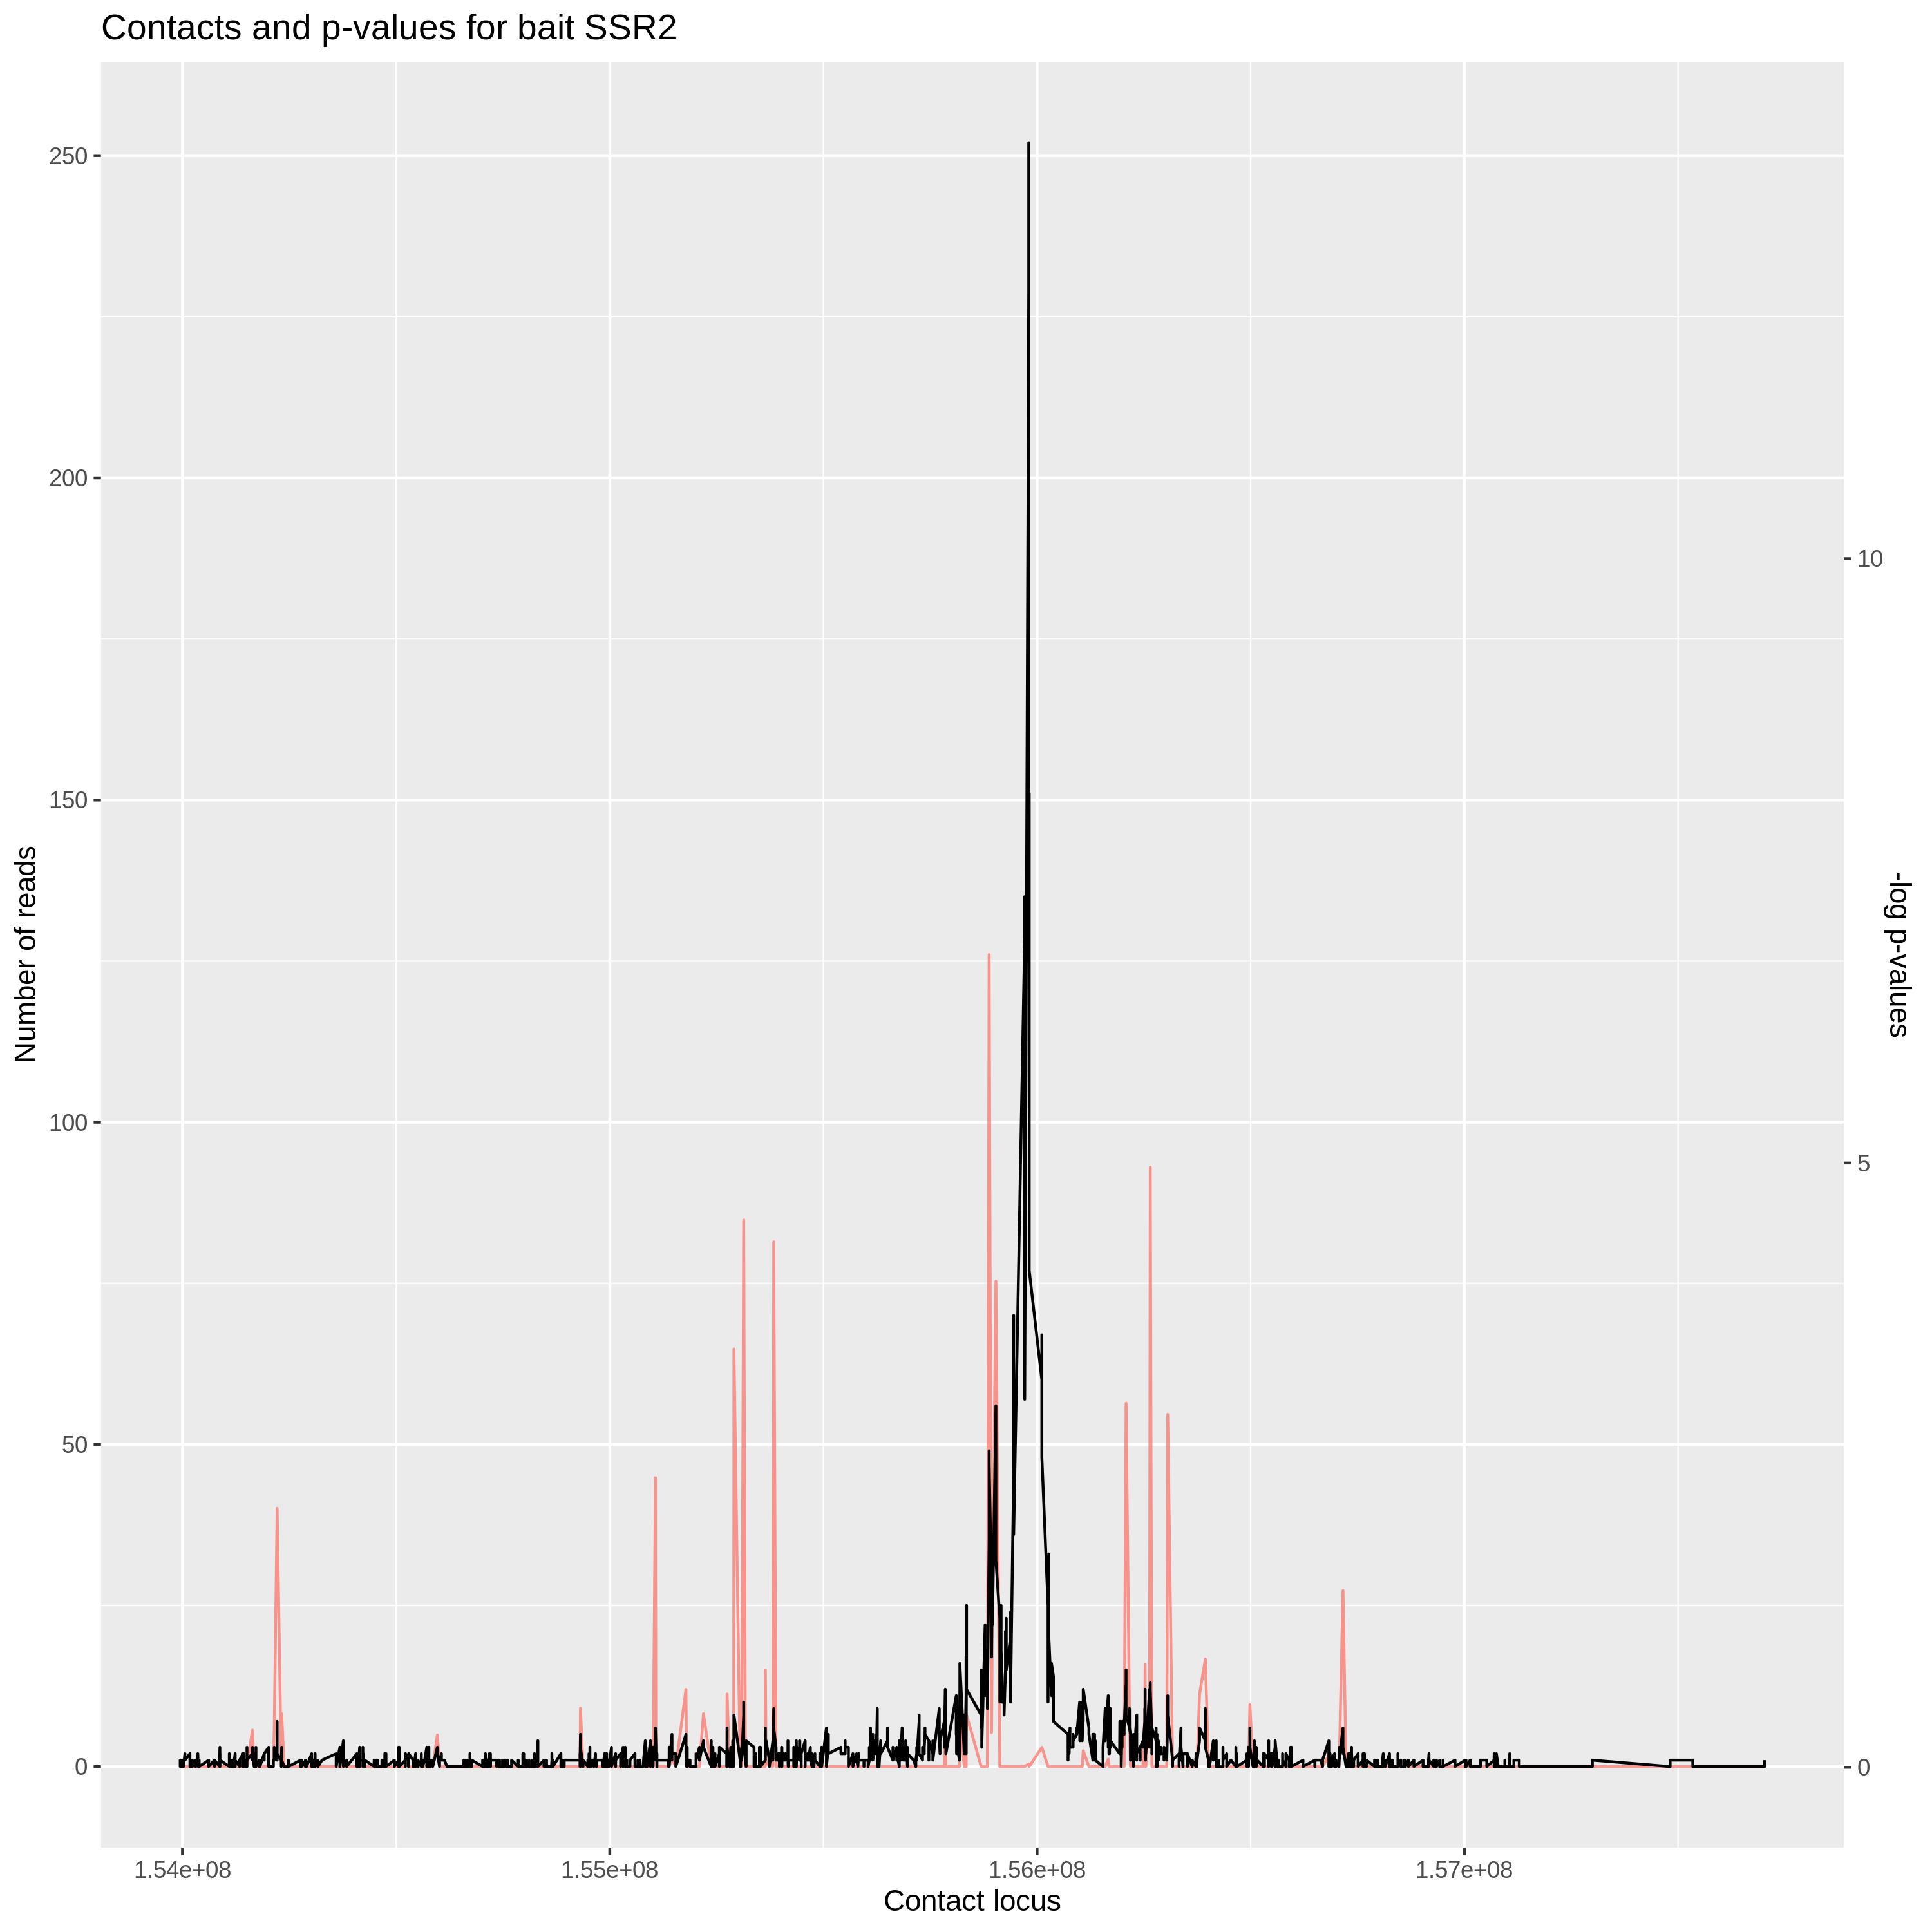 Contacts and p-values for bait SSR2
250
200
150
100
50
0
Number of reads
10
5
0
-log p-values
1.54e+08
1.55e+08
1.56e+08
1.57e+08
Contact locus